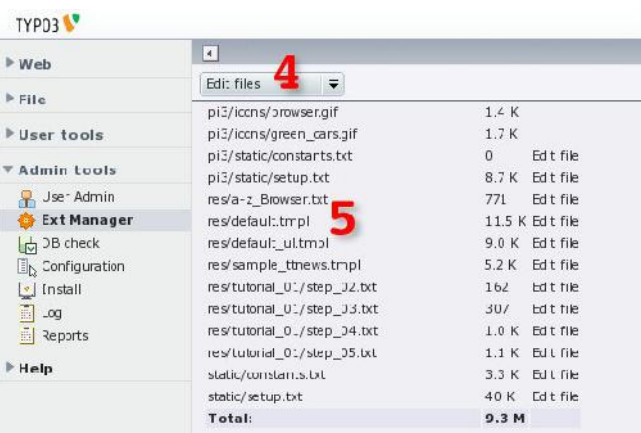 TYPO3
Web
File
User tools
Admin tools
User Admin
Ext Manager
DB check
Configuration
Install
Log
Reports
Help
Edit files
4
pi3/icons/browser.gif 1.4 K
pi3/icons/green_cars.gif 1.7 K
pi3/static/constants.txt 0 Edit file
pi3/static/setup.txt 8.7 K Edit file
res/a-z_Browser.txt 771 Edit file
5
res/default.tmpl 11.5 K Edit file
res/default_ul.tmpl 9.0 K Edit file
res/sample_ttnews.tmpl 5.2 K Edit file
res/tutorial_01/step_02.txt 162 Edit file
res/tutorial_01/step_03.txt 307 Edit file
res/tutorial_01/step_04.txt 1.0 K Edit file
res/tutorial_01/step_05.txt 1.1 K Edit file
static/constants.txt 3.3 K Edit file
static/setup.txt 40 K Edit file
Total: 9.3 M